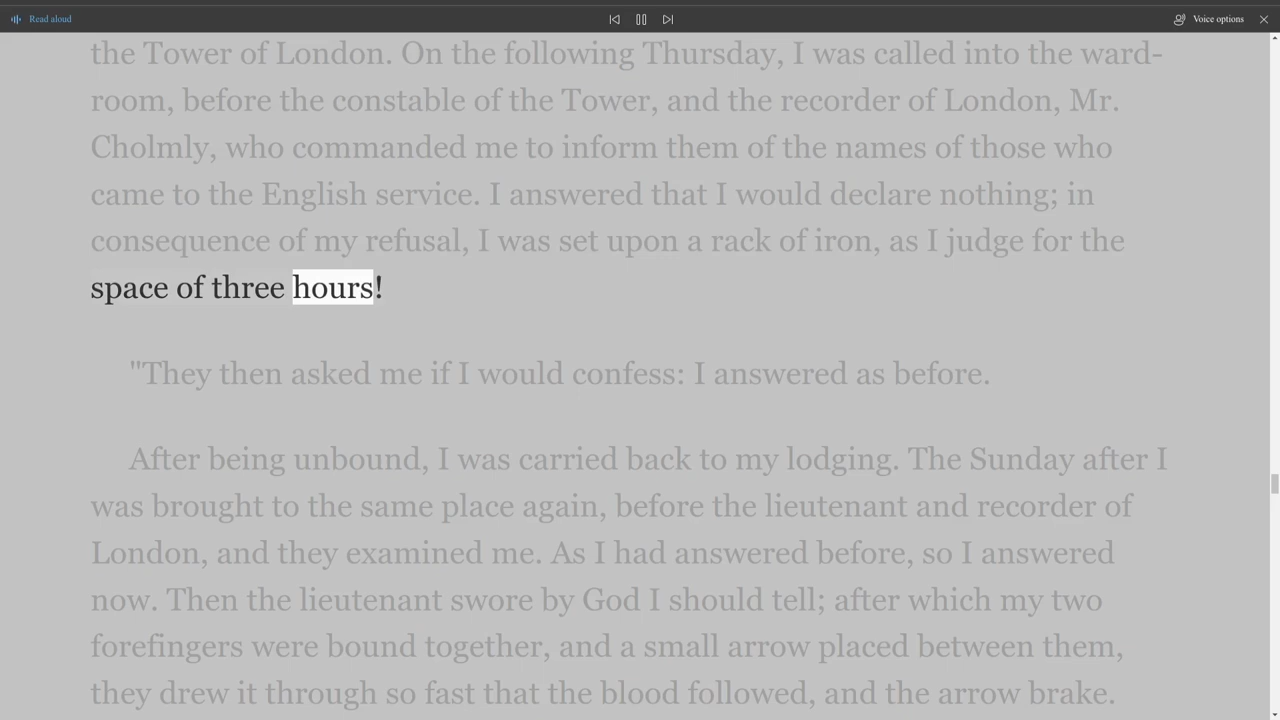 Read aloud
Voice options
the Tower of London. On the following Thursday, I was called into the ward-
room, before the constable of the Tower, and the recorder of London, Mr.
Cholmly, who commanded me to inform them of the names of those who
came to the English service. I answered that I would declare nothing; in
consequence of my refusal, I was set upon a rack of iron, as I judge for the
space of three hours!
"They then asked me if I would confess: I answered as before.
After being unbound, I was carried back to my lodging. The Sunday after I
was brought to the same place again, before the lieutenant and recorder of
London, and they examined me. As I had answered before, so I answered
now. Then the lieutenant swore by God I should tell; after which my two
forefingers were bound together, and a small arrow placed between them,
they drew it through so fast that the blood followed, and the arrow brake.